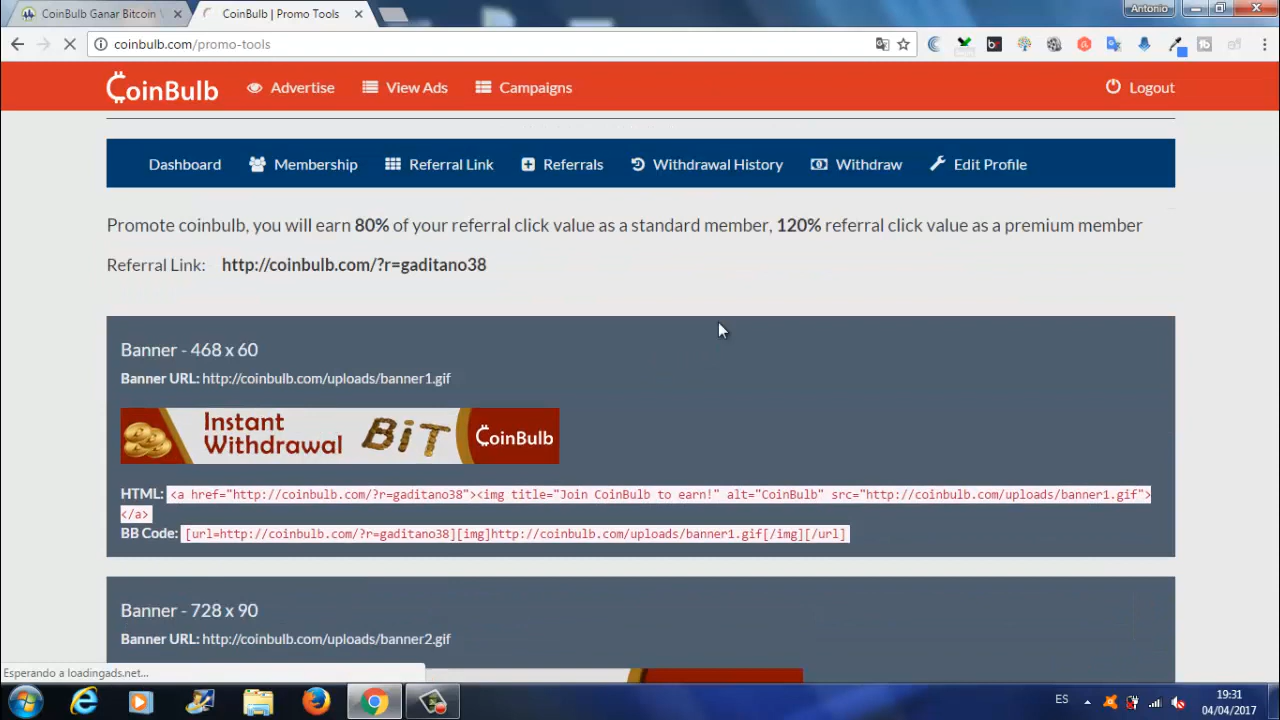 CoinBulb Ganar Bitcoin
CoinBulb | Promo Tools
Antonio
coinbulb.com/promo-tools
CoinBulb
Advertise
View Ads
Campaigns
Logout
Dashboard
Membership
Referral Link
Referrals
Withdrawal History
Withdraw
Edit Profile
Promote coinbulb, you will earn 80% of your referral click value as a standard member, 120% referral click value as a premium member
Referral Link: http://coinbulb.com/?r=gaditano38
Banner - 468 x 60
Banner URL: http://coinbulb.com/uploads/banner1.gif
Instant
Withdrawal
BiT
CoinBulb
HTML: <a href="http://coinbulb.com/?r=gaditano38"><img title="Join CoinBulb to earn!" alt="CoinBulb" src="http://coinbulb.com/uploads/banner1.gif">
</a>
BB Code: [url=http://coinbulb.com/?r=gaditano38][img]http://coinbulb.com/uploads/banner1.gif[/img][/url]
Banner - 728 x 90
Banner URL: http://coinbulb.com/uploads/banner2.gif
Esperando a loadingads.net...
ES
19:31
04/04/2017